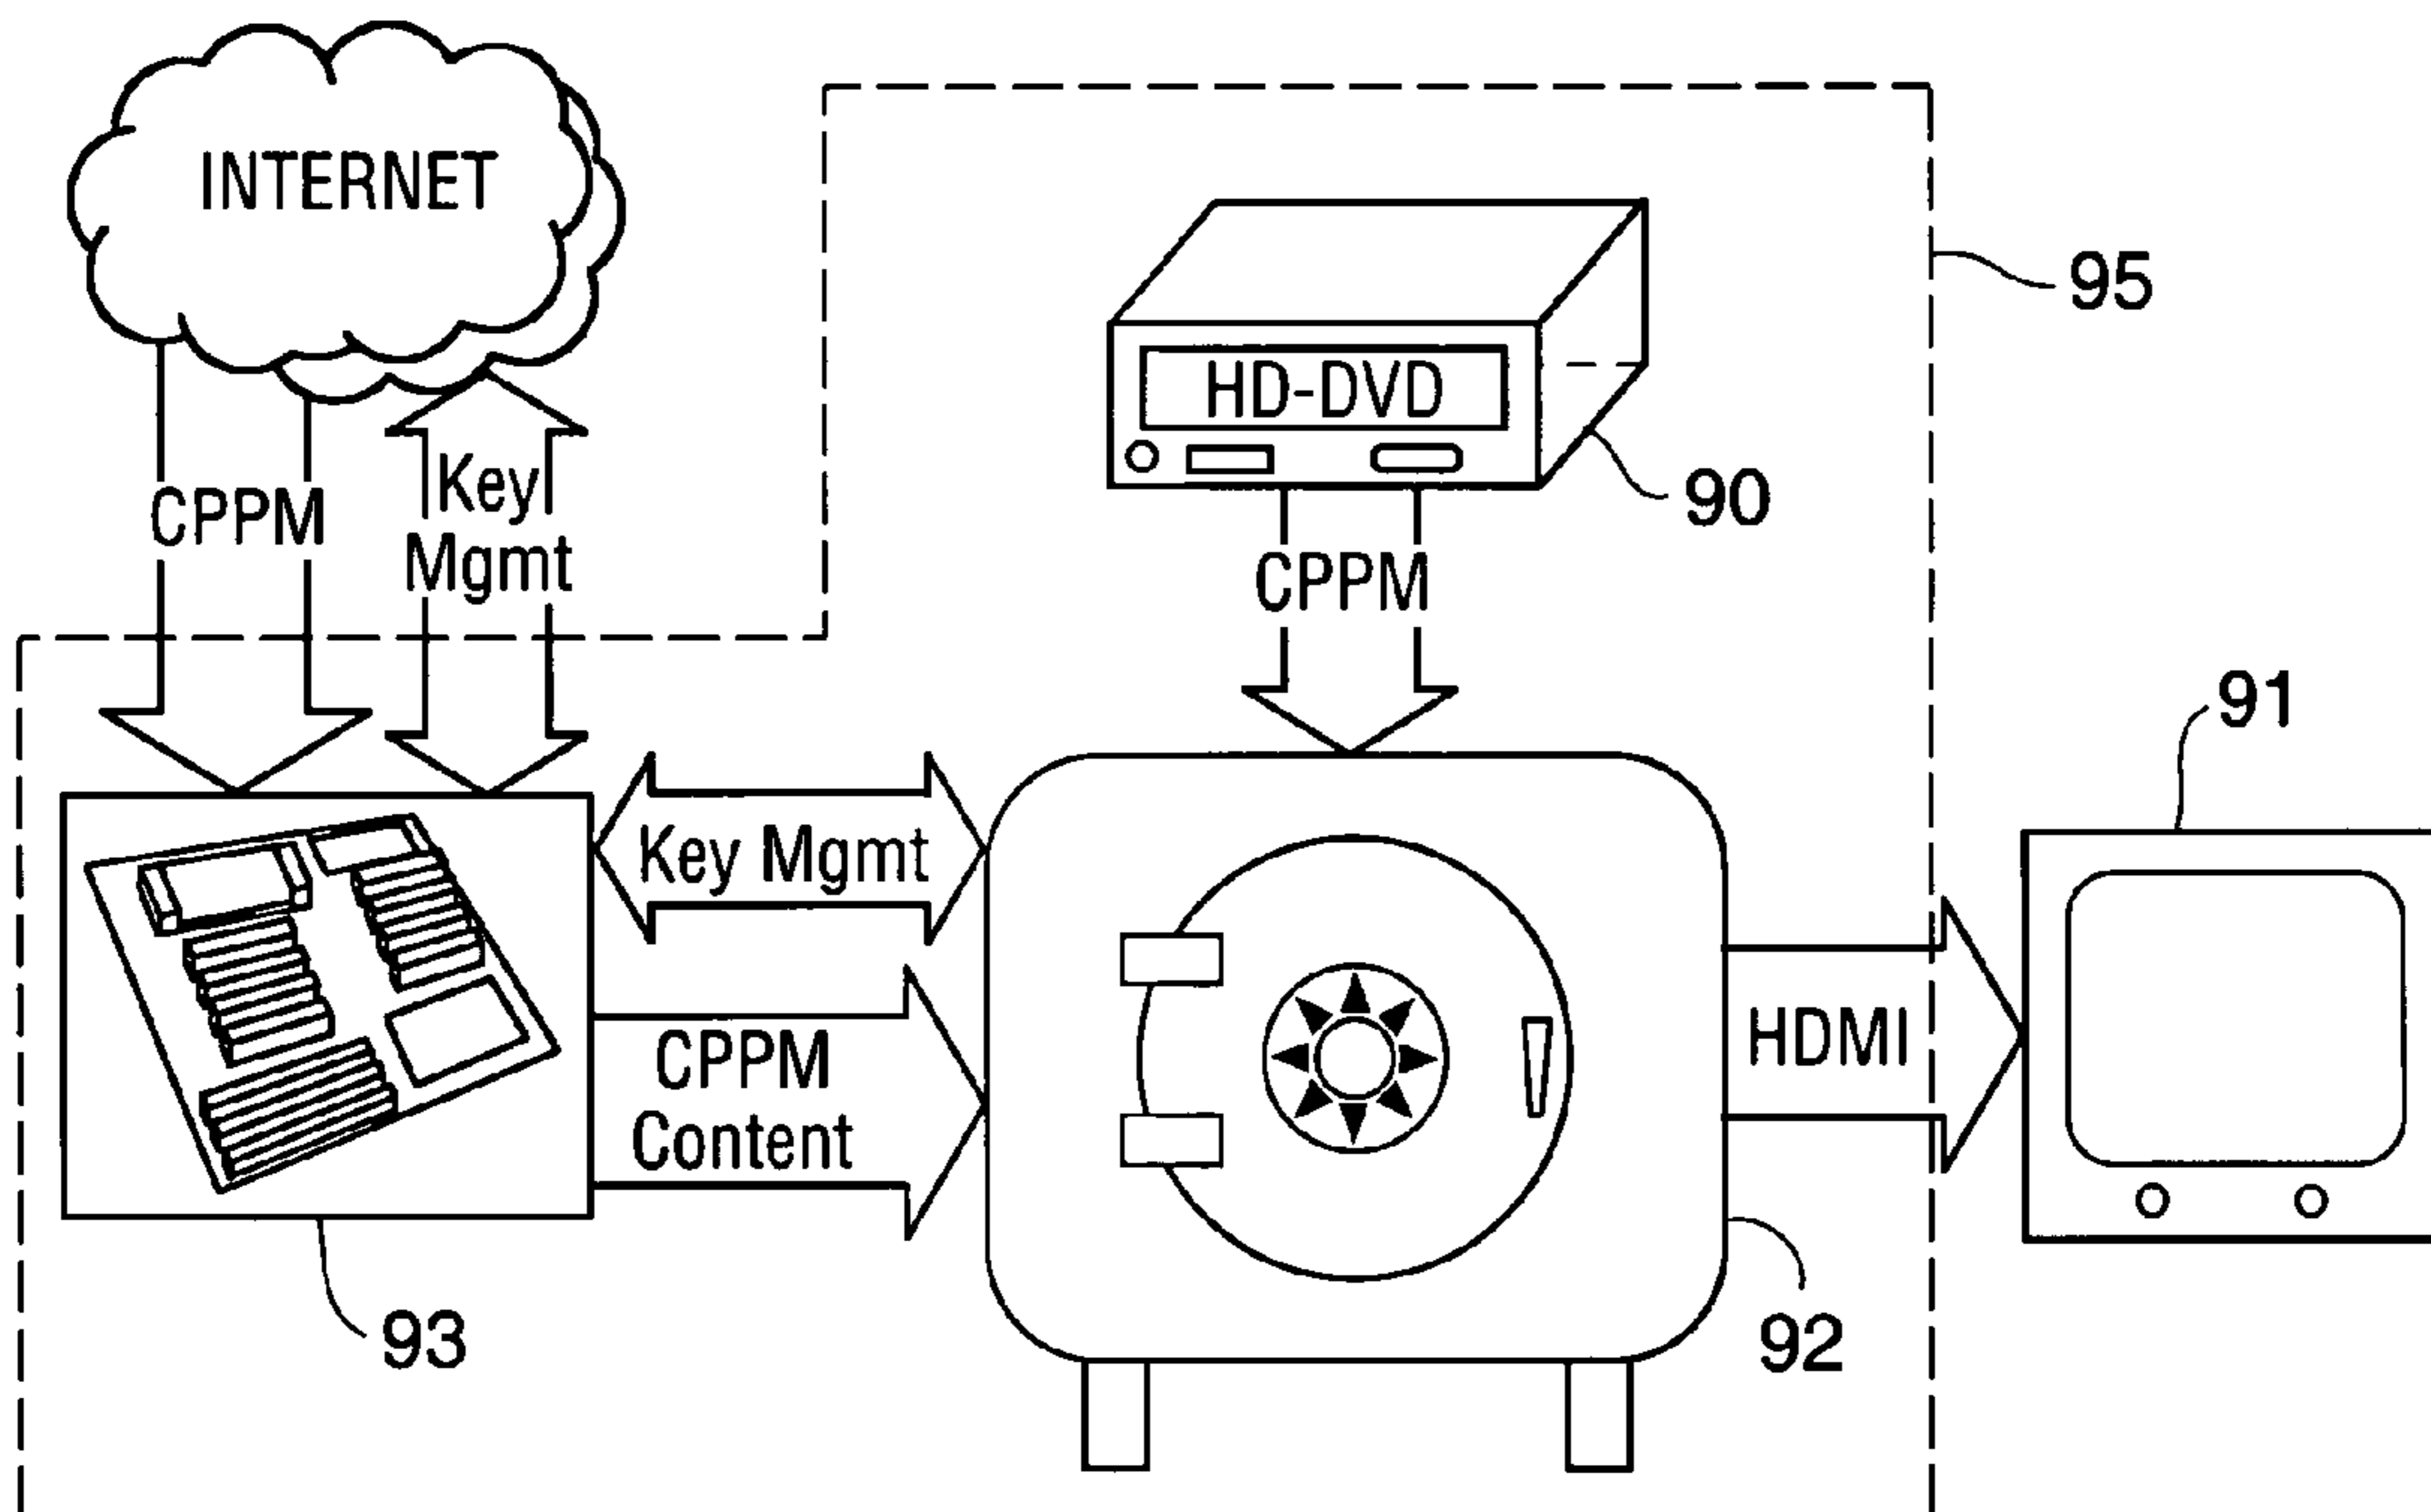 INTERNET
95
HD-DVD
90
CPPM
Key
Mgmt
CPPM
91
Key Mgmt
CPPM
Content
HDMI
93
92